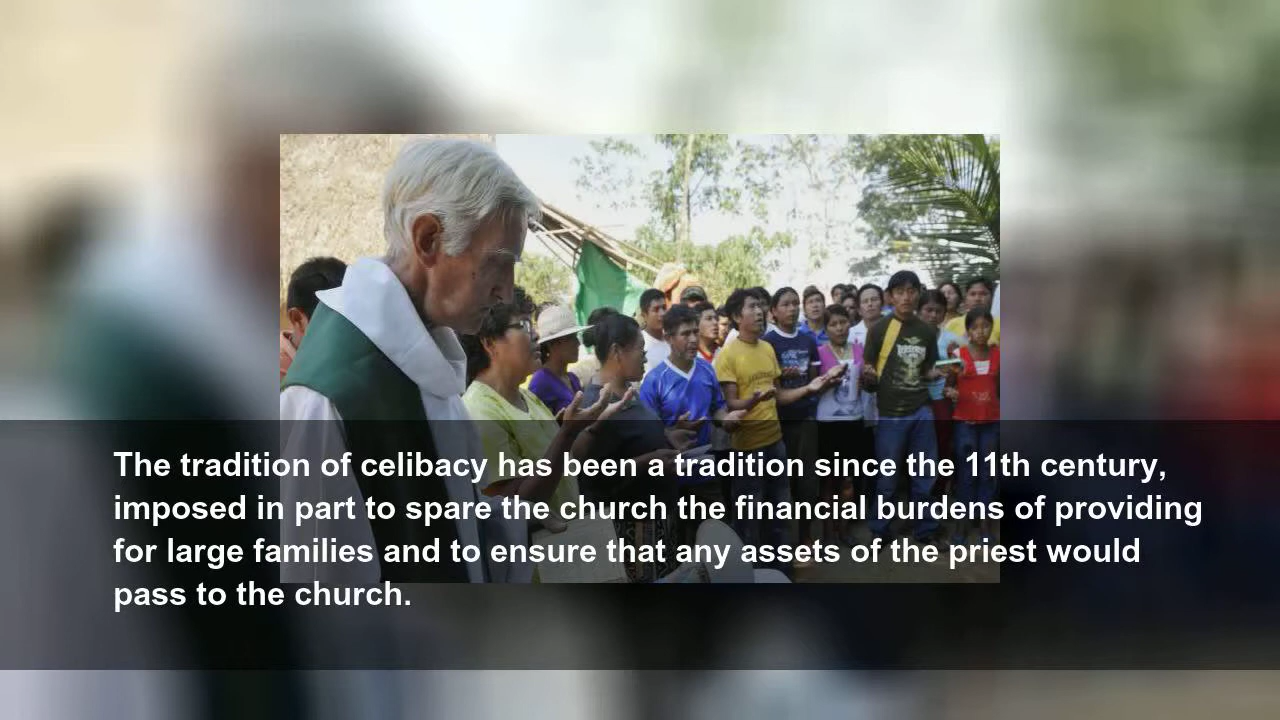 The tradition of celibacy has been a tradition since the 11th century,
imposed in part to spare the church the financial burdens of providing
for large families and to ensure that any assets of the priest would
pass to the church.